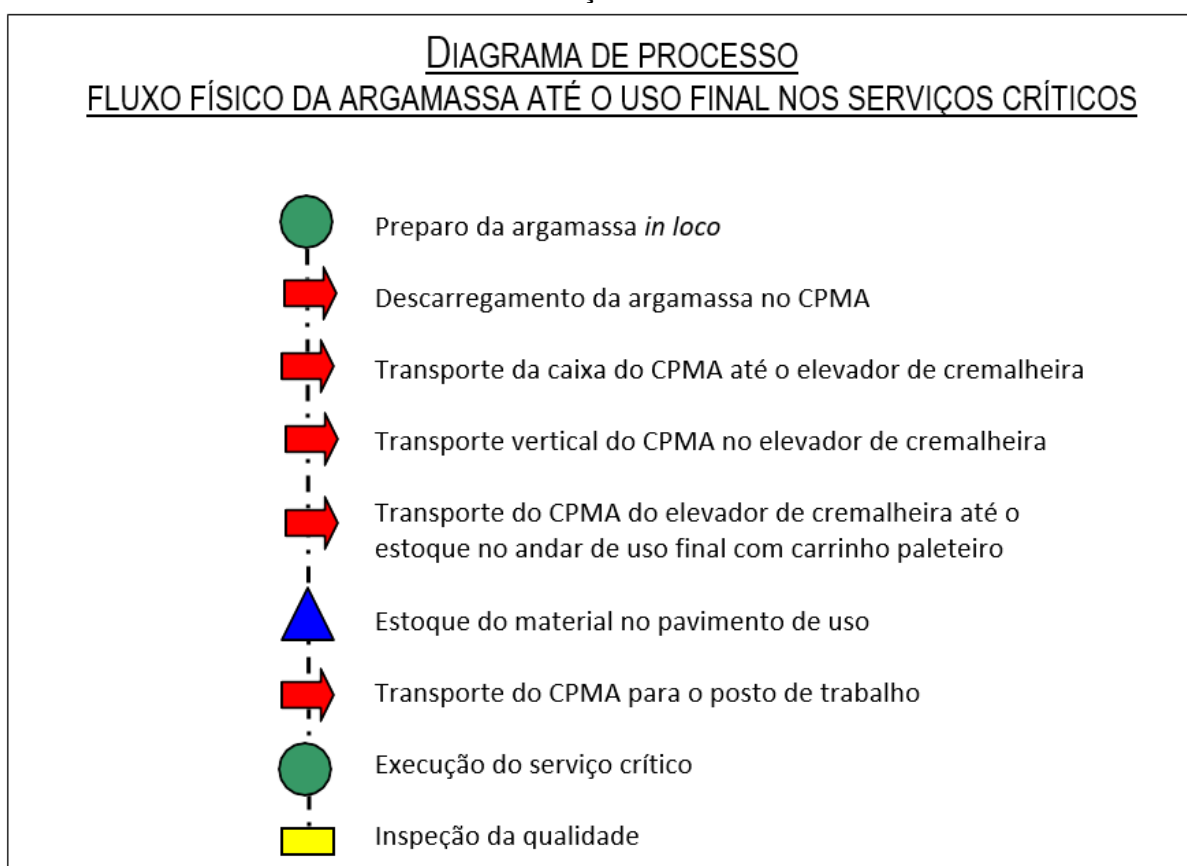 DIAGRAMA DE PROCESSO
FLUXO FÍSICO DA ARGAMASSA ATÉ O USO FINAL NOS SERVIÇOS CRÍTICOS
Preparo da argamassa in loco
Descarregamento da argamassa no CPMA
Transporte da caixa do CPMA até o elevador de cremalheira
Transporte vertical do CPMA no elevador de cremalheira
Transporte do CPMA do elevador de cremalheira até o
estoque no andar de uso final com carrinho paleteiro
Estoque do material no pavimento de uso
Transporte do CPMA para o posto de trabalho
Execução do serviço crítico
Inspeção da qualidade